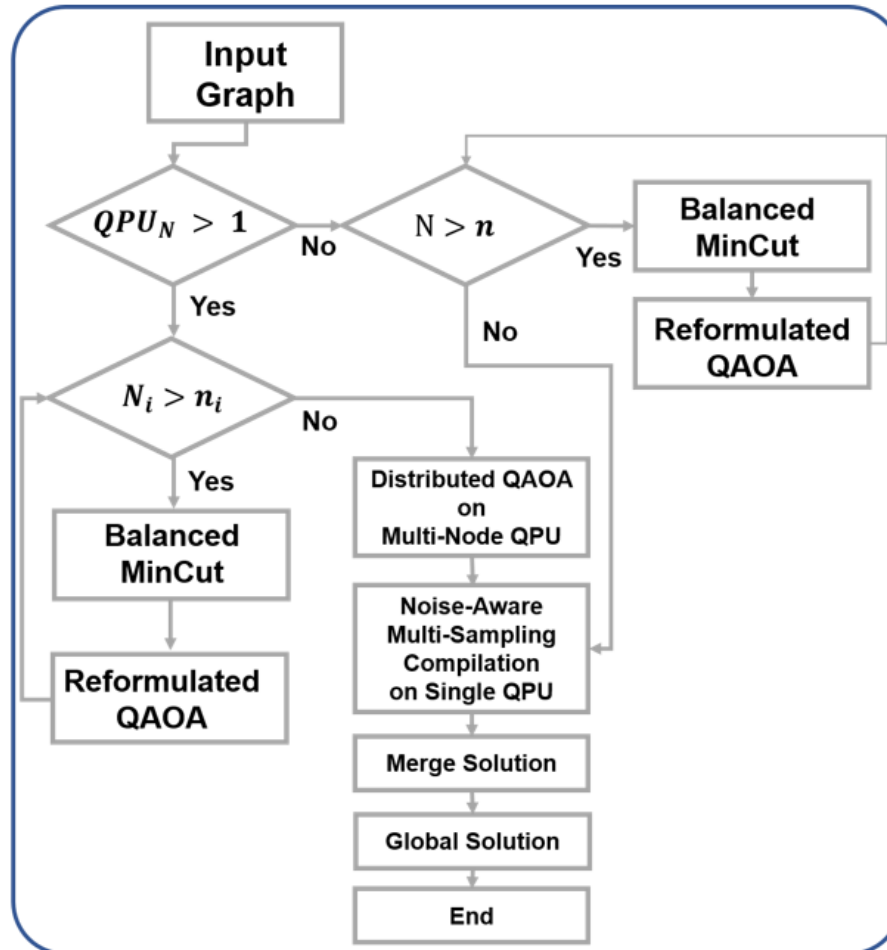 Input
Graph
QPU_N > 1
No
N > n
Yes
Balanced
MinCut
Reformulated
QAOA
Yes
No
N_i > n_i
No
Yes
Balanced
MinCut
Reformulated
QAOA
Distributed QAOA
on
Multi-Node QPU
Noise-Aware
Multi-Sampling
Compilation
on Single QPU
Merge Solution
Global Solution
End